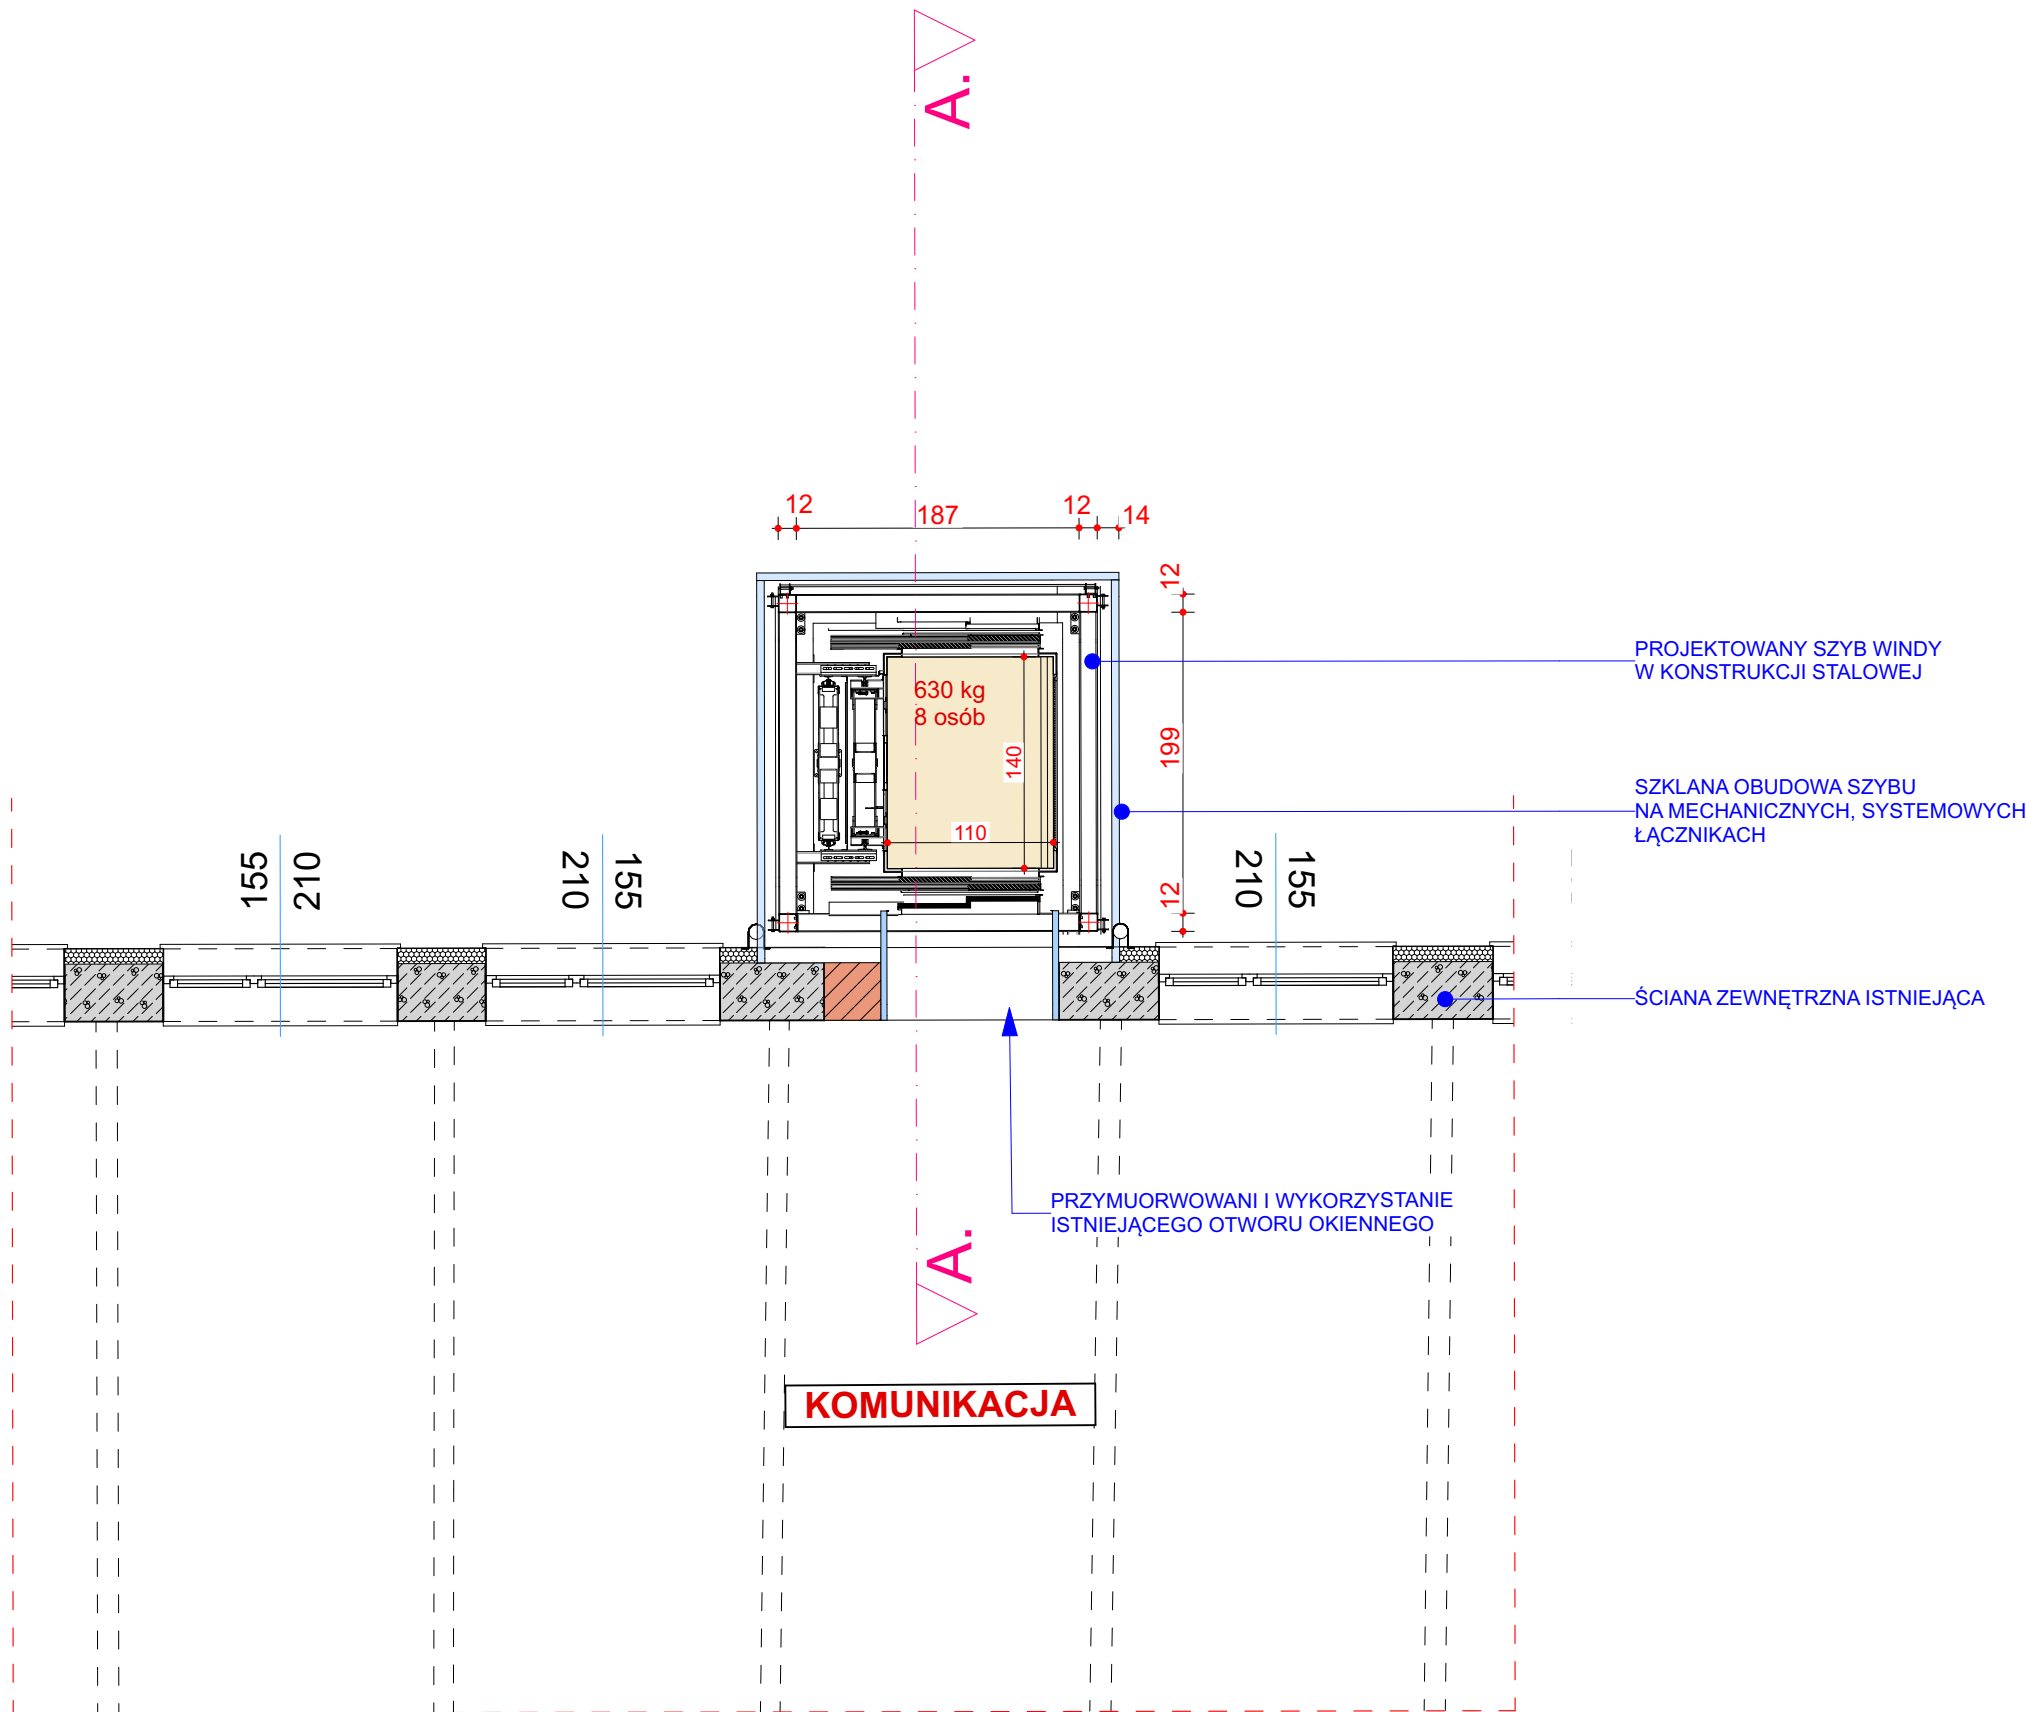 A.
12
187
12
14
12
PROJEKTOWANY SZYB WINDY
W KONSTRUKCJI STALOWEJ
630 kg
8 osób
140
199
SZKLANA OBUDOWA SZYBU
NA MECHANICZNYCH, SYSTEMOWYCH
ŁĄCZNIKACH
110
155
210
210
155
12
210
155
ŚCIANA ZEWNĘTRZNA ISTNIEJĄCA
PRZYMUORWOWANI I WYKORZYSTANIE
ISTNIEJĄCEGO OTWORU OKIENNEGO
A.
KOMUNIKACJA